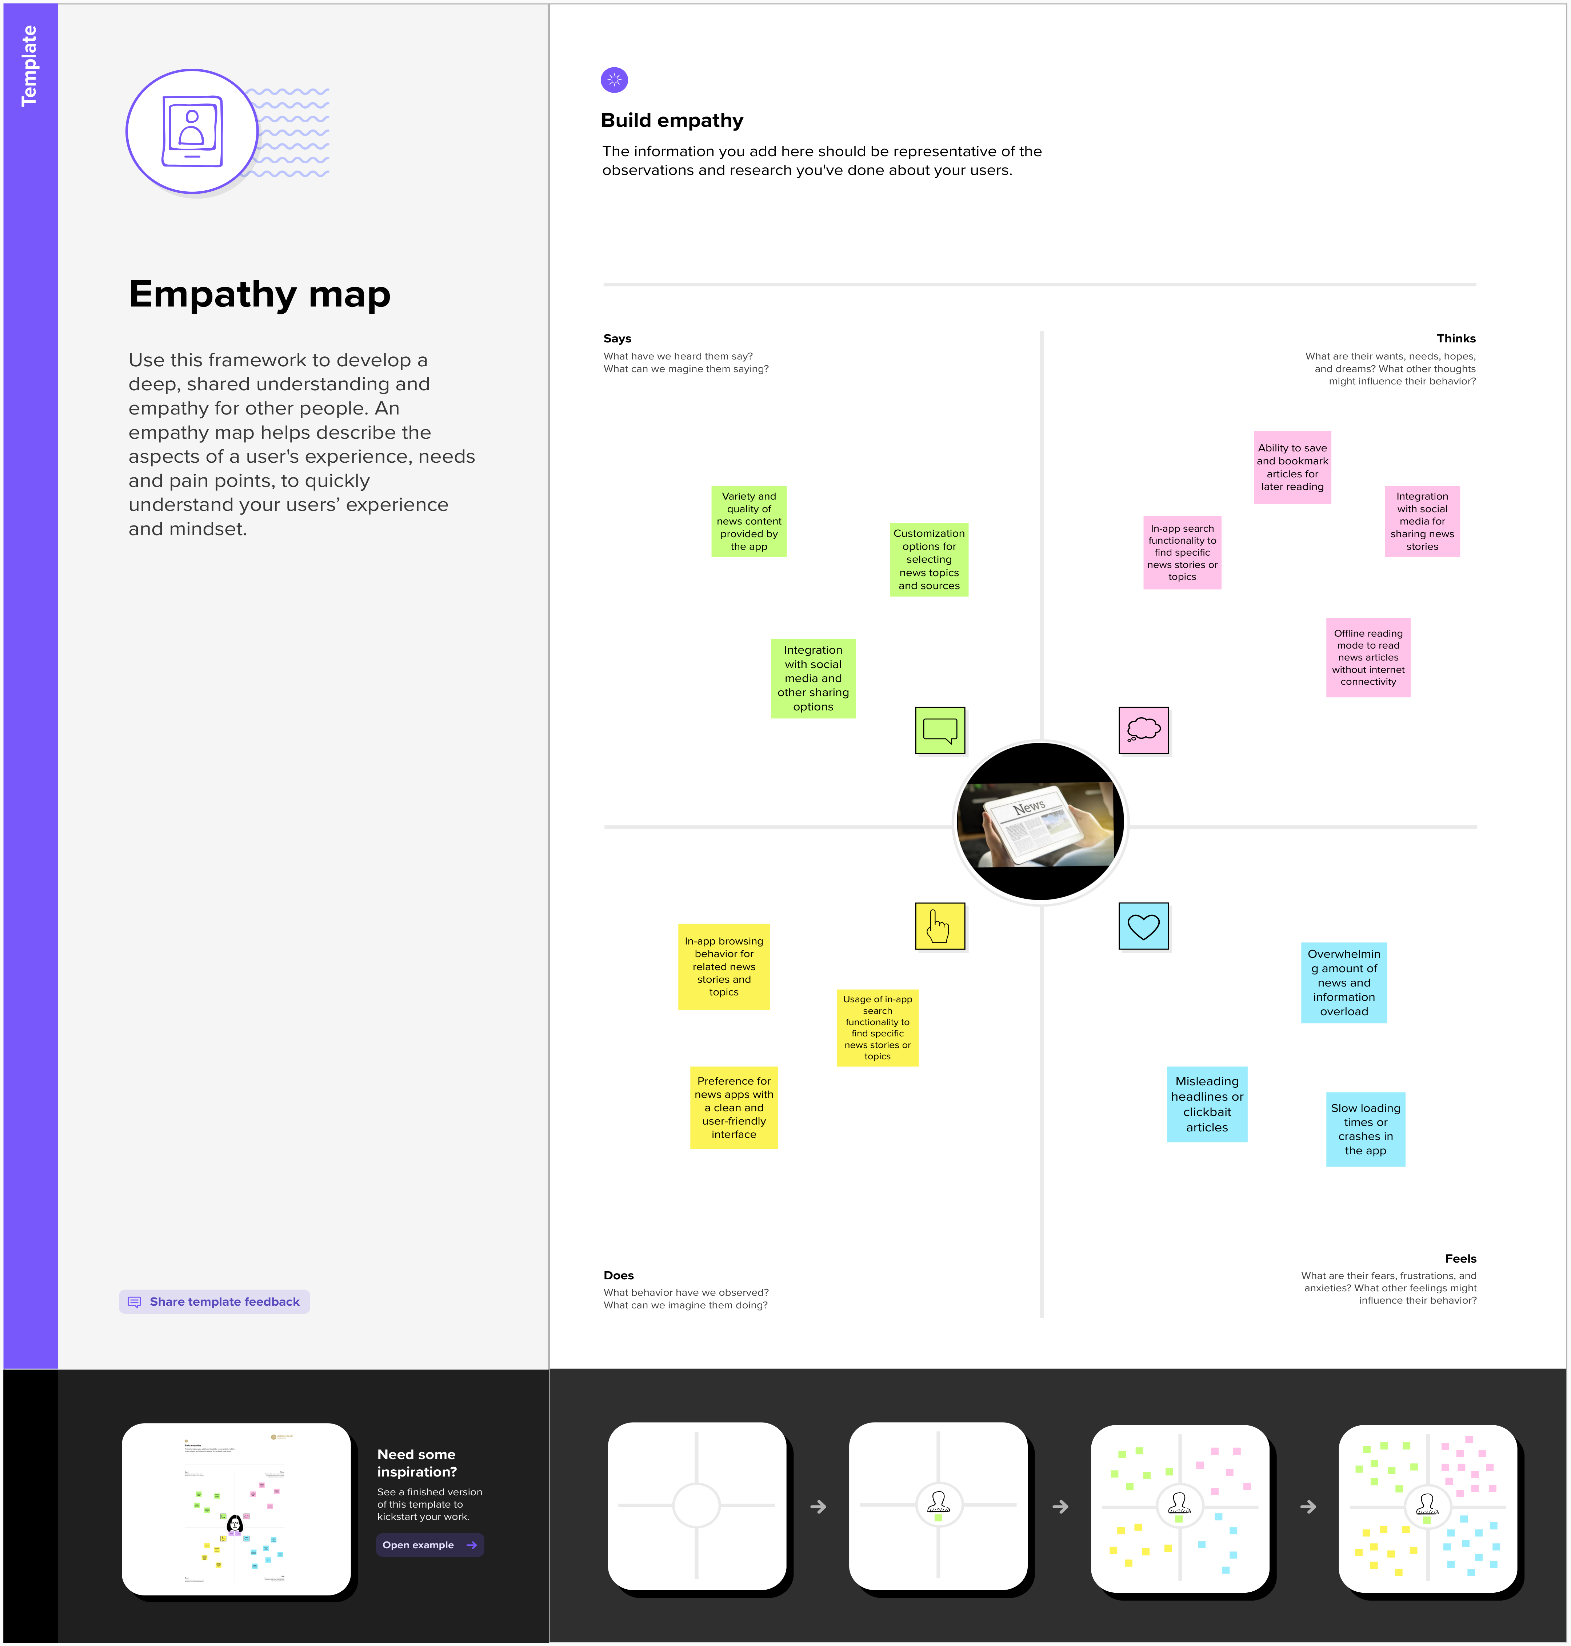 Template
Empathy map
Use this framework to develop a
deep, shared understanding and
empathy for other people. An
empathy map helps describe the
aspects of a user's experience, needs
and pain points, to quickly
understand your users’ experience
and mindset.
Share template feedback
Build empathy
The information you add here should be representative of the
observations and research you've done about your users.
Says
What have we heard them say?
What can we magine them saying?
Variety and
quality of
news content
provided by
the app
Customization
options for
selecting
news topics
and sources
Integration
with social
media and
other sharing
options
Thinks
What are their wants, needs, hopes,
and dreams? What other thoughts
might influence their behavior?
Ability to save
and bookmark
articles for
later reading
Integration
with social
media for
sharing news
stories
In-app search
functionality to
find specific
news stories or
topics
Offline reading
mode to read
news articles
without internet
connectivity
News
In-app browsing
behavior for
related news
stories and
topics
Usage of in-app
search
functionality to
find specific
news stories or
topics
Preference for
news apps with
a clean and
user-friendly
interface
Does
What behavior have we observed?
What can we imagine them doing?
Overwhelmin
g amount of
news and
information
overload
Misleading
headlines or
clickbait
articles
Slow loading
times or
crashes in
the app
Feels
What are their fears, frustrations, and
anxieties? What other feelings might
influence their behavior?
Need some
inspiration?
See a finished version
of this template to
kickstart your work.
Open example